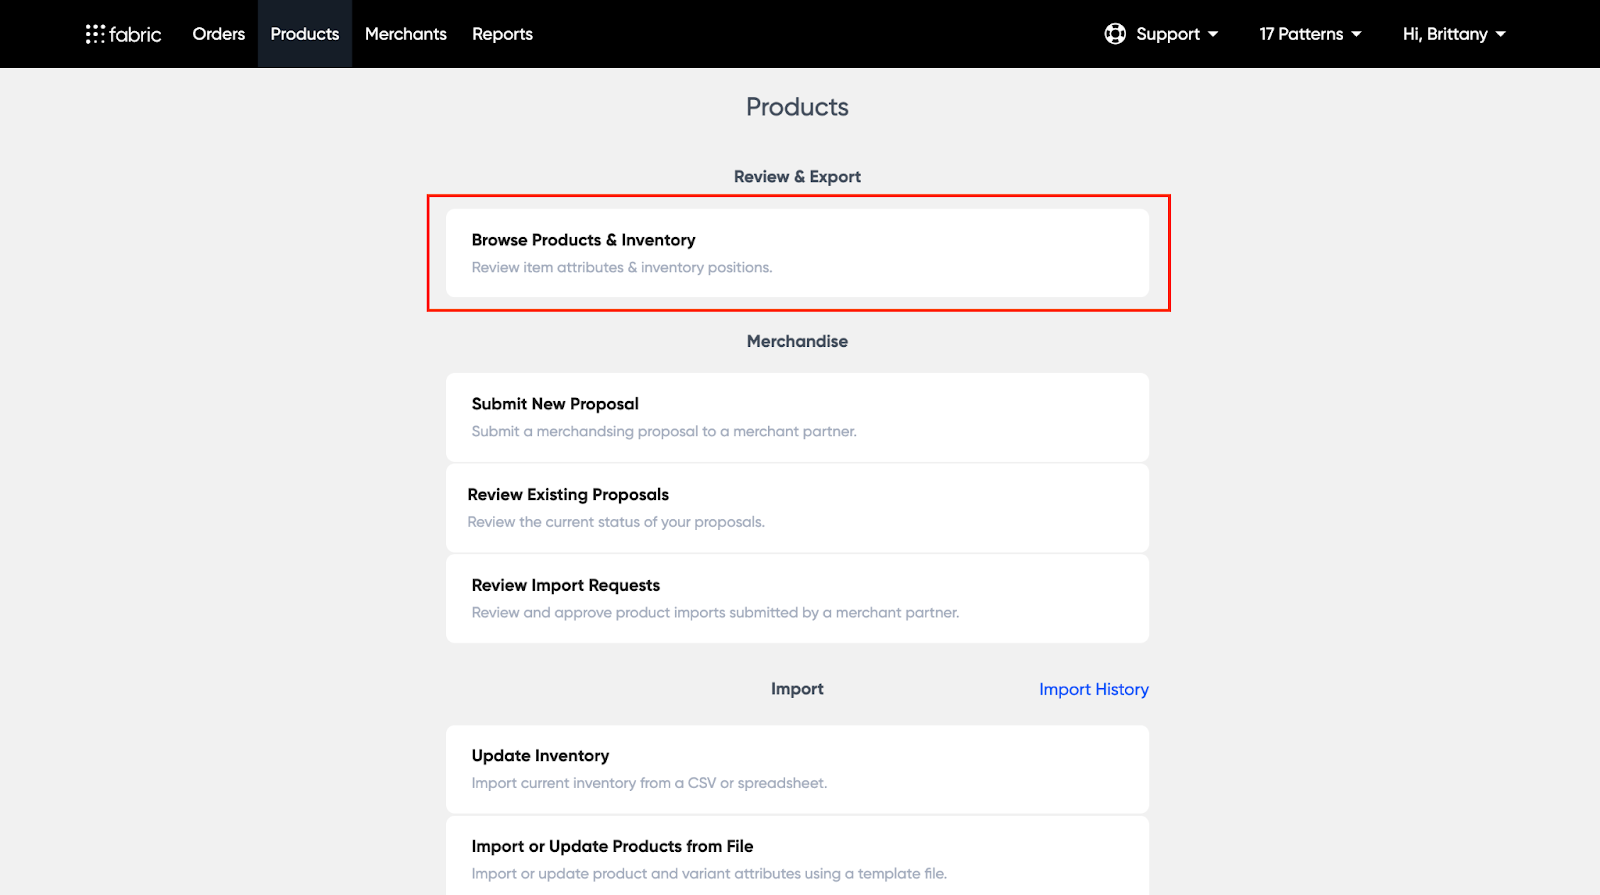 fabric Orders Products Merchants Reports Support 17 Patterns Hi, Brittany
Products
Review & Export
Browse Products & Inventory
Review item attributes & inventory positions.
Merchandise
Submit New Proposal
Submit a merchandsing proposal to a merchant partner.
Review Existing Proposals
Review the current status of your proposals.
Review Import Requests
Review and approve product imports submitted by a merchant partner.
Import Import History
Update Inventory
Import current inventory from a CSV or spreadsheet.
Import or Update Products from File
Import or update product and variant attributes using a template file.